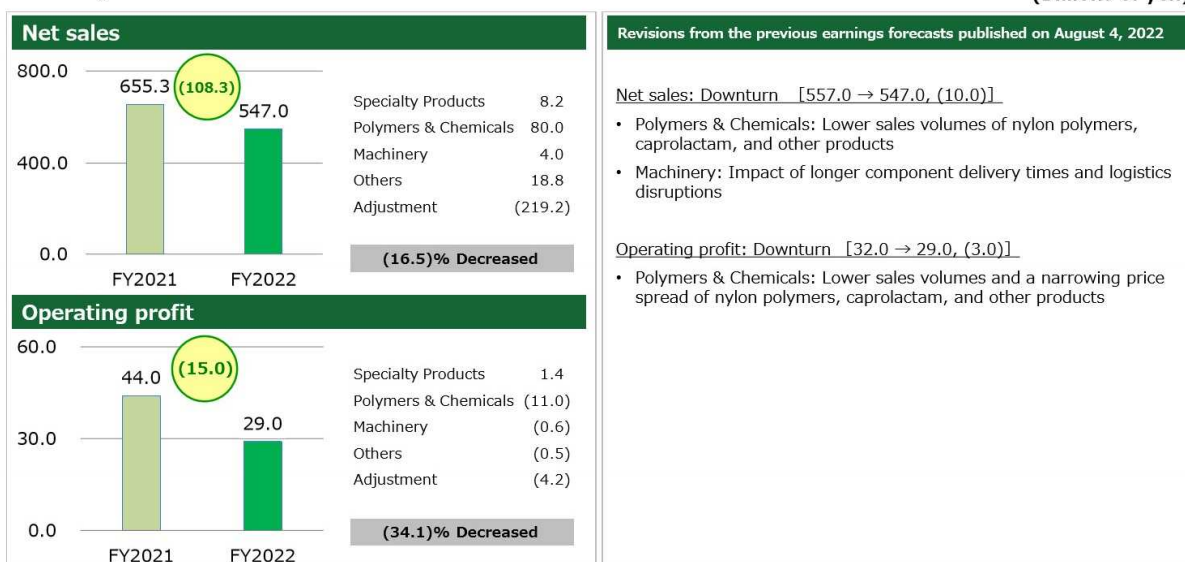 Net sales
800.0
400.0
0.0
655.3
(108.3)
547.0
FY2021
FY2022
Specialty Products 8.2
Polymers & Chemicals 80.0
Machinery 4.0
Others 18.8
Adjustment (219.2)
(16.5)% Decreased
Operating profit
60.0
30.0
0.0
44.0
(15.0)
29.0
FY2021
FY2022
Specialty Products 1.4
Polymers & Chemicals (11.0)
Machinery (0.6)
Others (0.5)
Adjustment (4.2)
(34.1)% Decreased
Revisions from the previous earnings forecasts published on August 4, 2022
Net sales: Downturn [557.0 → 547.0, (10.0)]
• Polymers & Chemicals: Lower sales volumes of nylon polymers,
caprolactam, and other products
• Machinery: Impact of longer component delivery times and logistics
disruptions
Operating profit: Downturn [32.0 → 29.0, (3.0)]
• Polymers & Chemicals: Lower sales volumes and a narrowing price
spread of nylon polymers, caprolactam, and other products